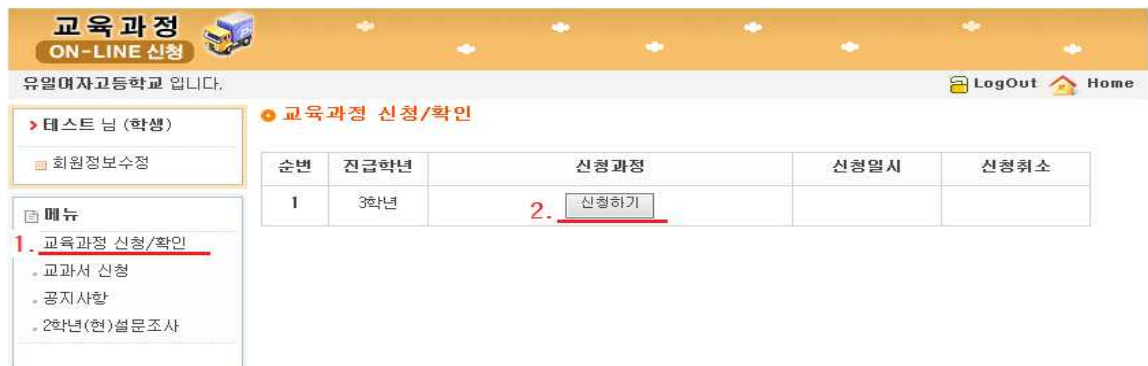 교육과정
ON-LINE 신청
유일여자고등학교 입니다.
LogOut Home
테스트 님 (학생)
회원정보수정
메뉴
1. 교육과정 신청/확인
교과서 신청
공지사항
2학년(현)설문조사
교육과정 신청/확인
순번 진급학년 신청과정 신청일시 신청취소
1 3학년 2. 신청하기